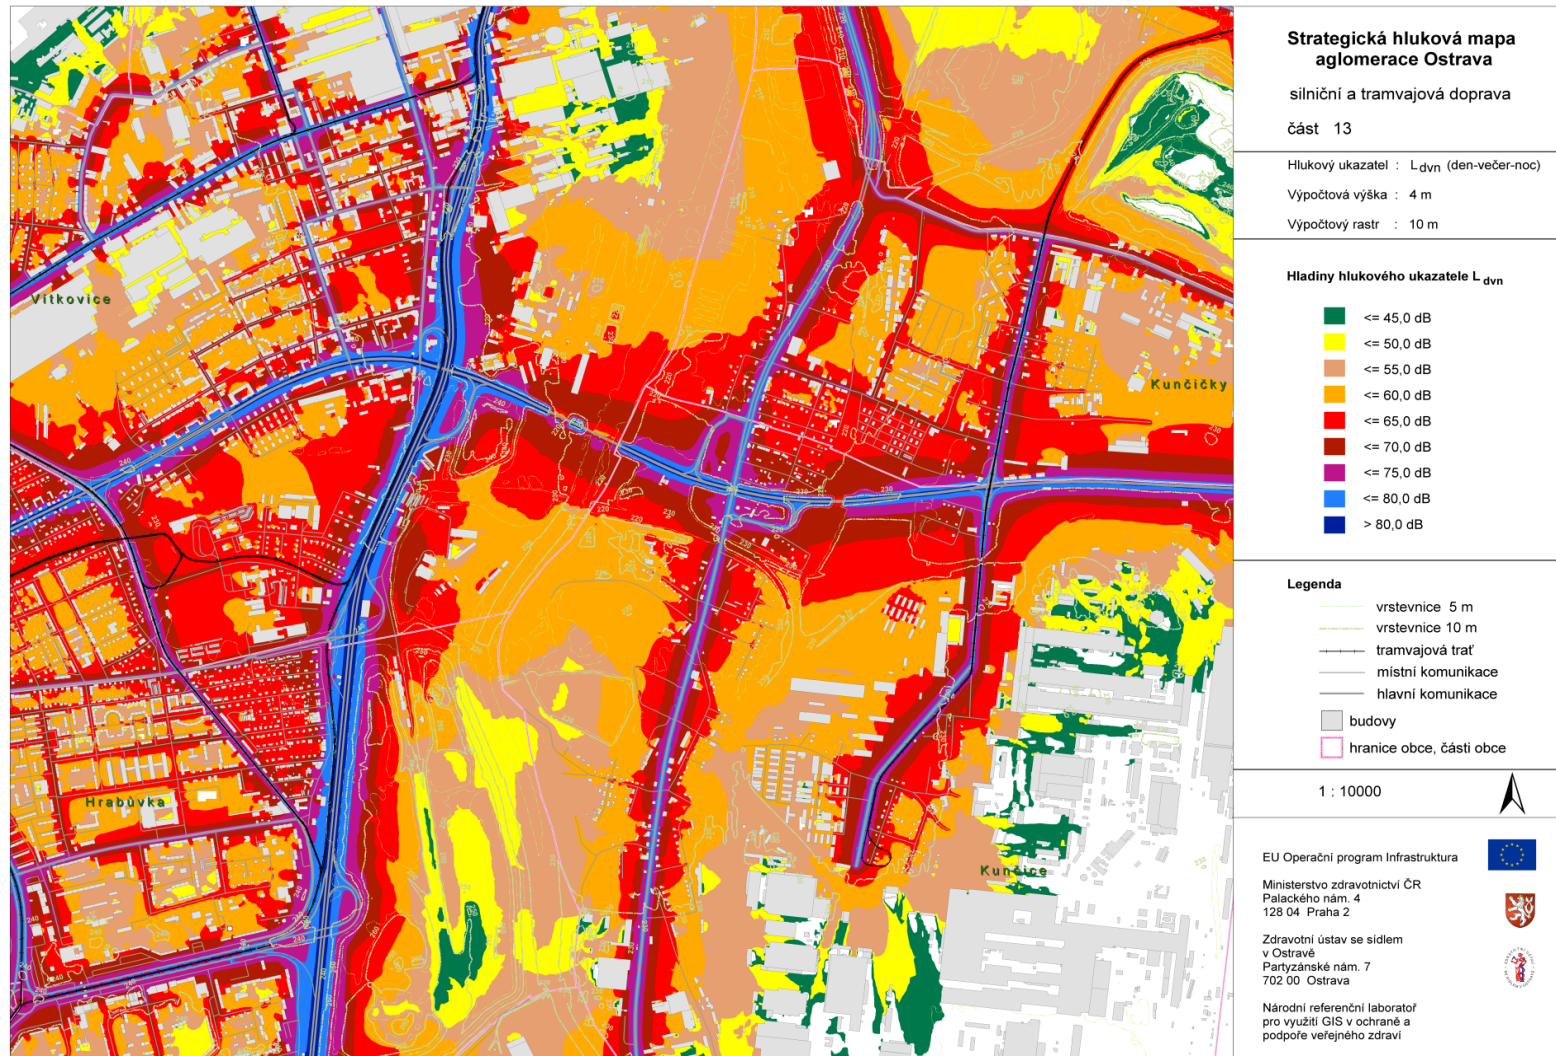 Strategická hluková mapa
aglomerace Ostrava
silniční a tramvajová doprava
část 13
Hlukový ukazatel : Ldvn (den-večer-noc)
Výpočtová výška : 4 m
Výpočtový rastr : 10 m
Hladiny hlukového ukazatele L dvn
<= 45,0 dB
<= 50,0 dB
<= 55,0 dB
<= 60,0 dB
<= 65,0 dB
<= 70,0 dB
<= 75,0 dB
<= 80,0 dB
> 80,0 dB
Legenda
vrstevnice 5 m
vrstevnice 10 m
tramvajová trať
místní komunikace
hlavní komunikace
budovy
hranice obce, části obce
1 : 10000
EU Operační program Infrastruktura
Ministerstvo zdravotnictví ČR
Palackého nám. 4
128 04 Praha 2
Zdravotní ústav se sídlem
v Ostravě
Partyzánské nám. 7
702 00 Ostrava
Národní referenční laboratoř
pro využití GIS v ochraně a
podpoře veřejného zdraví
Vítkovice
Kunčičky
Hrabůvka
Kunčice